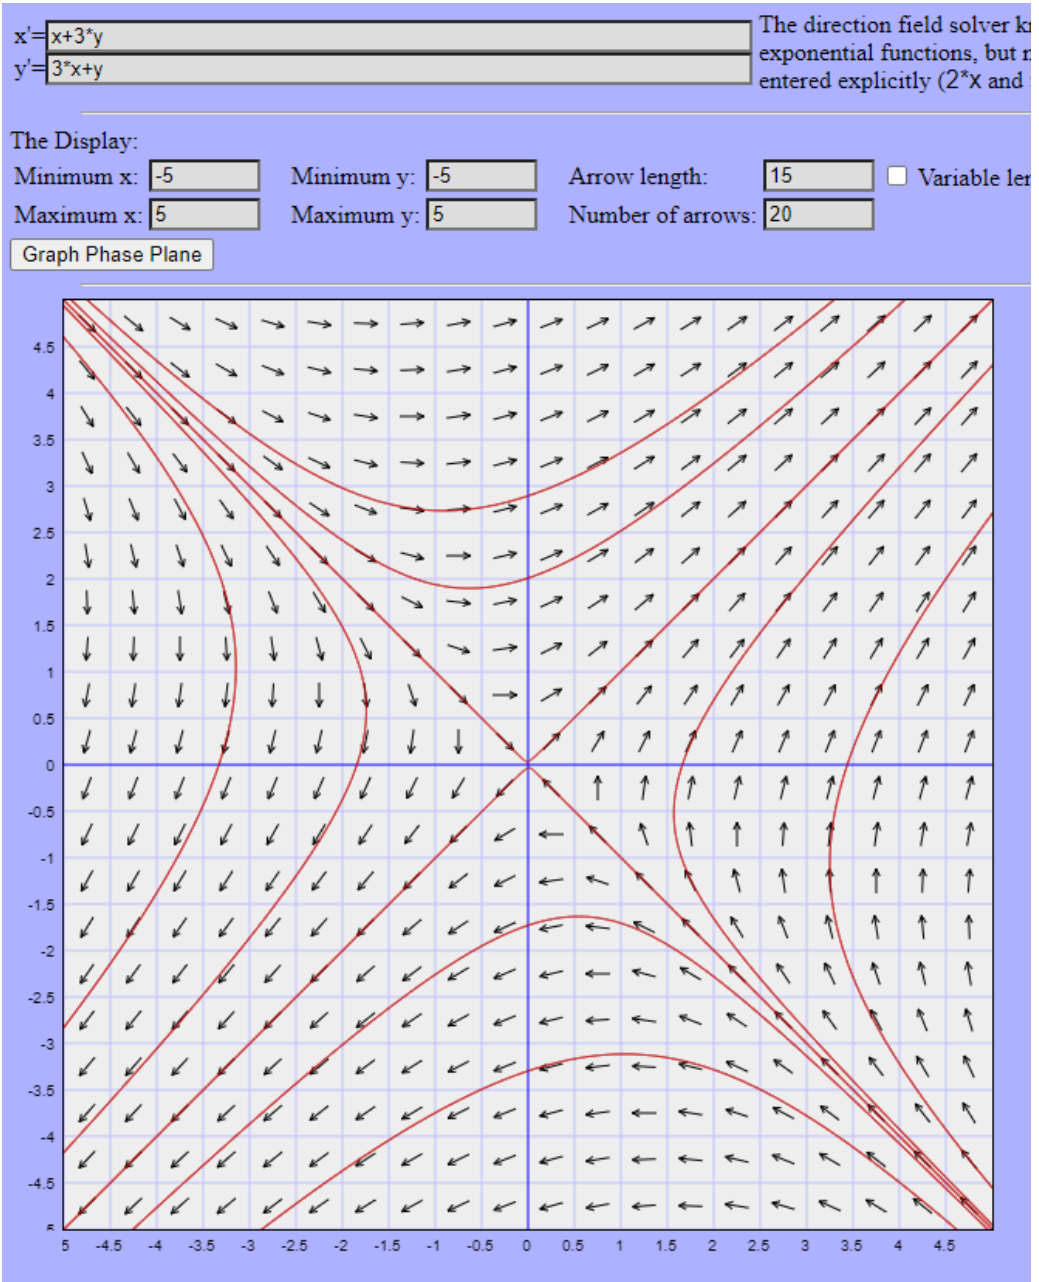 x'= x+3*y
The direction field solver
y'= 3*x+y
exponential functions, but
entered explicitly (2*x and
The Display:
Minimum x: -5 Minimum y: -5 Arrow length: 15 Variable
Maximum x: 5 Maximum y: 5 Number of arrows: 20
Graph Phase Plane
4.5
4
3.5
3
2.5
2
1.5
1
0.5
0
-0.5
-1
-1.5
-2
-2.5
-3
-3.5
-4
-4.5
5 -4.5 -4 -3.5 -3 -2.5 -2 -1.5 -1 -0.5 0 0.5 1 1.5 2 2.5 3 3.5 4 4.5